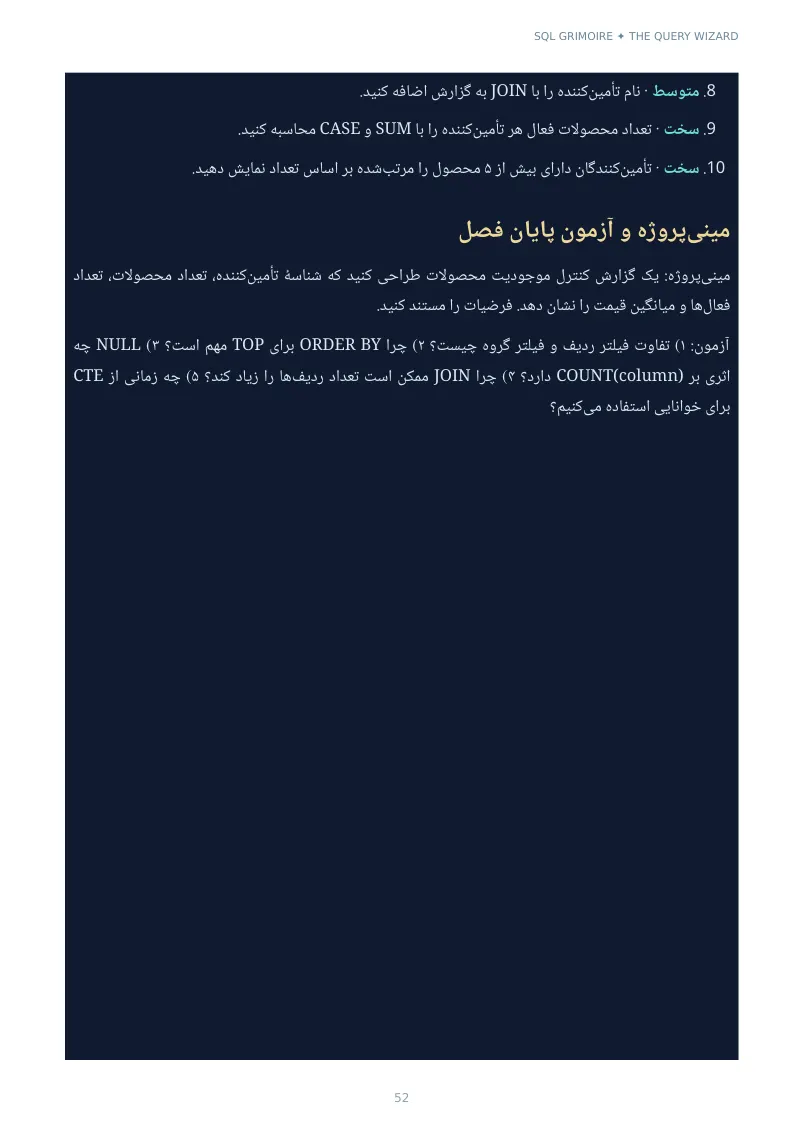 SQL GRIMOIRE ✦ THE QUERY WIZARD
8. متوسط · نام تأمین‌کننده را با JOIN به گزارش اضافه کنید.
9. سخت · تعداد محصولات فعال هر تأمین‌کننده را با SUM و CASE محاسبه کنید.
10. سخت · تأمین‌کنندگان دارای بیش از ۵ محصول را مرتب‌شده بر اساس تعداد نمایش دهید.
مینی‌پروژه و آزمون پایان فصل
مینی‌پروژه: یک گزارش کنترل موجودیت محصولات طراحی کنید که شناسهٔ تأمین‌کننده، تعداد محصولات، تعداد
فعال‌ها و میانگین قیمت را نشان دهد. فرضیات را مستند کنید.
آزمون: ۱) تفاوت فیلتر ردیف و فیلتر گروه چیست؟ ۲) چرا ORDER BY برای TOP مهم است؟ ۳) NULL چه
اثری بر COUNT(column) دارد؟ ۴) چرا JOIN ممکن است تعداد ردیف‌ها را زیاد کند؟ ۵) چه زمانی از CTE
برای خوانایی استفاده می‌کنیم؟
52